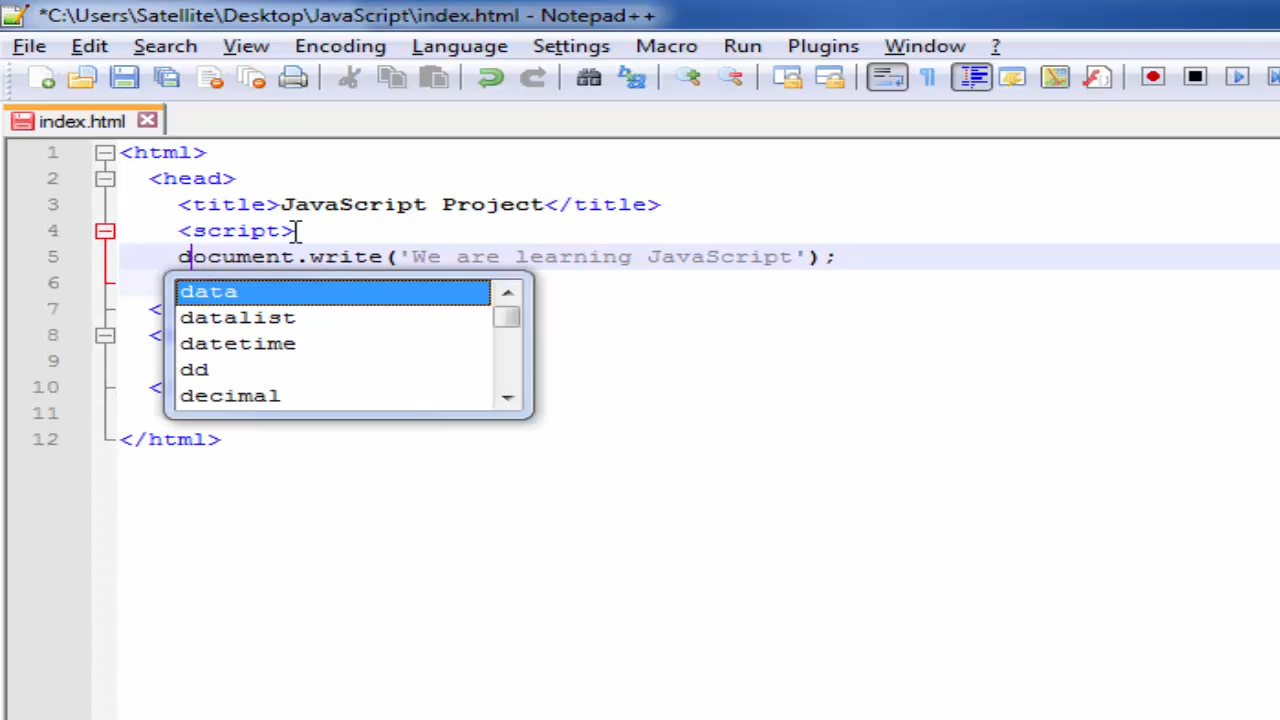 *C:\Users\Satellite\Desktop\JavaScript\index.html - Notepad++
File Edit Search View Encoding Language Settings Macro Run Plugins Window ?
index.html
1 <html>
2 <head>
3 <title>JavaScript Project</title>
4 <script>
5 document.write('We are learning JavaScript');
6
data
7 <
datalist
8 <
datetime
9
dd
10 <
decimal
11
12 </html>